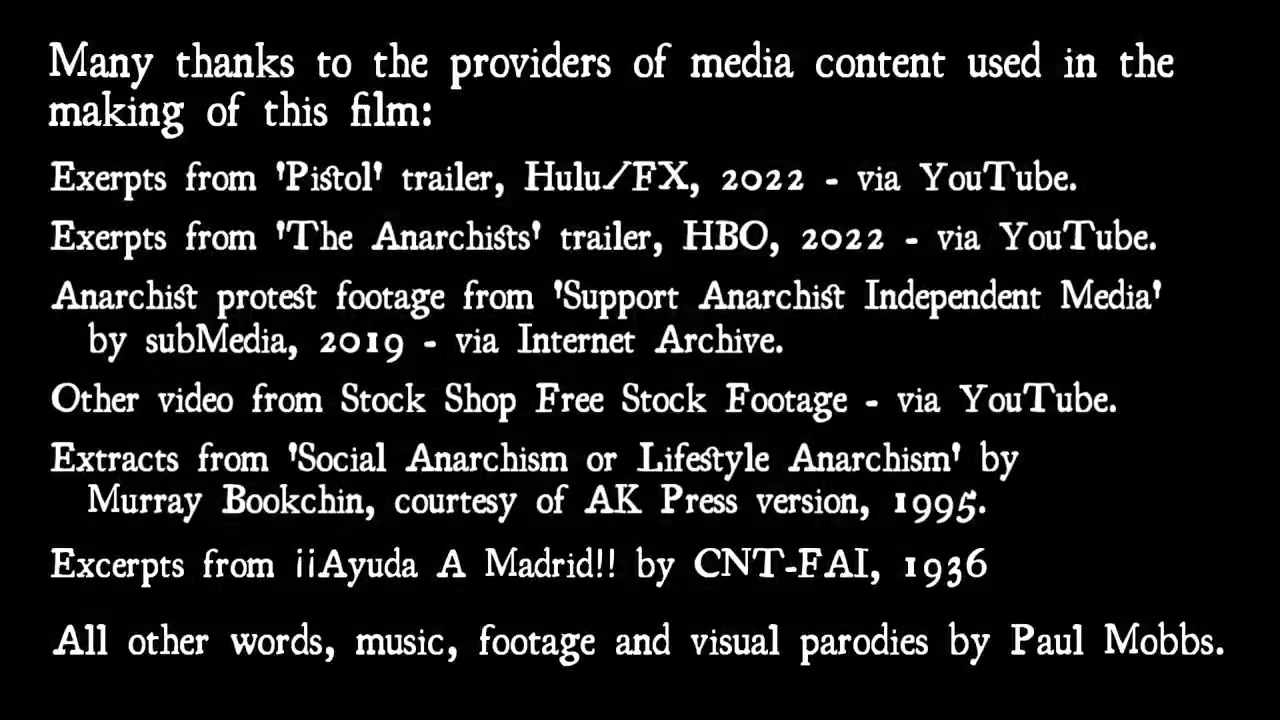 Many thanks to the providers of media content used in the
making of this film:
Exerpts from 'Pistol' trailer, Hulu/FX, 2022 - via YouTube.
Exerpts from 'The Anarchists' trailer, HBO, 2022 - via YouTube.
Anarchist protest footage from 'Support Anarchist Independent Media'
by subMedia, 2019 - via Internet Archive.
Other video from Stock Shop Free Stock Footage - via YouTube.
Extracts from 'Social Anarchism or Lifestyle Anarchism' by
Murray Bookchin, courtesy of AK Press version, 1995.
Excerpts from ¡¡Ayuda A Madrid!! by CNT-FAI, 1936
All other words, music, footage and visual parodies by Paul Mobbs.